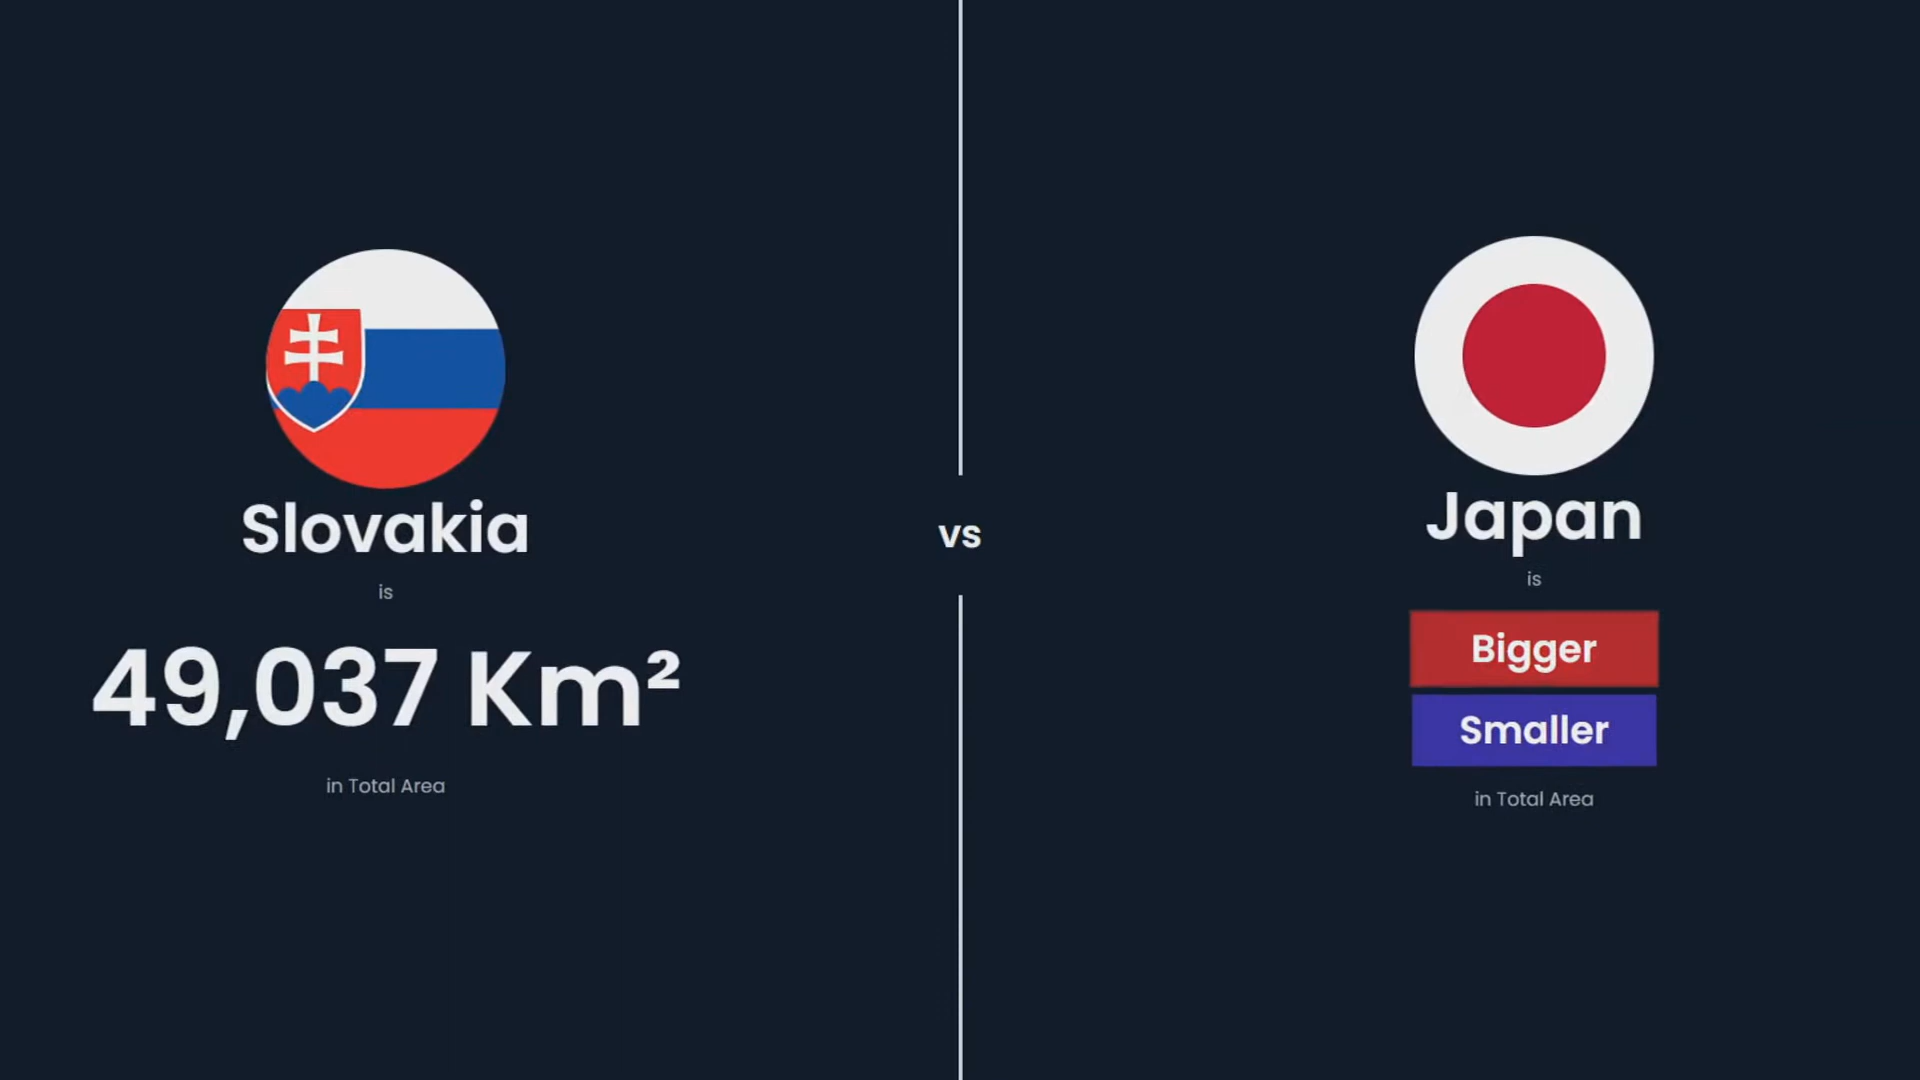 Slovakia
is
49,037 Km²
in Total Area
vs
Japan
is
Bigger
Smaller
in Total Area